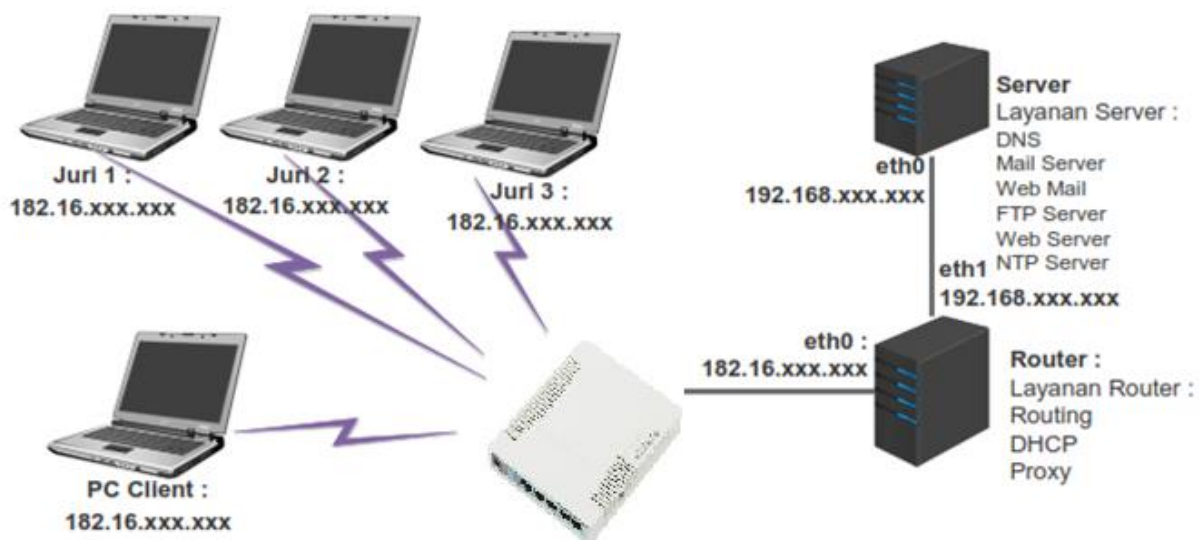 Juri 1 :
182.16.xxx.xxx
Juri 2 :
182.16.xxx.xxx
Juri 3 :
182.16.xxx.xxx
Server
Layanan Server :
DNS
Mail Server
Web Mail
FTP Server
Web Server
NTP Server
eth0
192.168.xxx.xxx
eth1
192.168.xxx.xxx
eth0 :
182.16.xxx.xxx
Router :
Layanan Router :
Routing
DHCP
Proxy
PC Client :
182.16.xxx.xxx